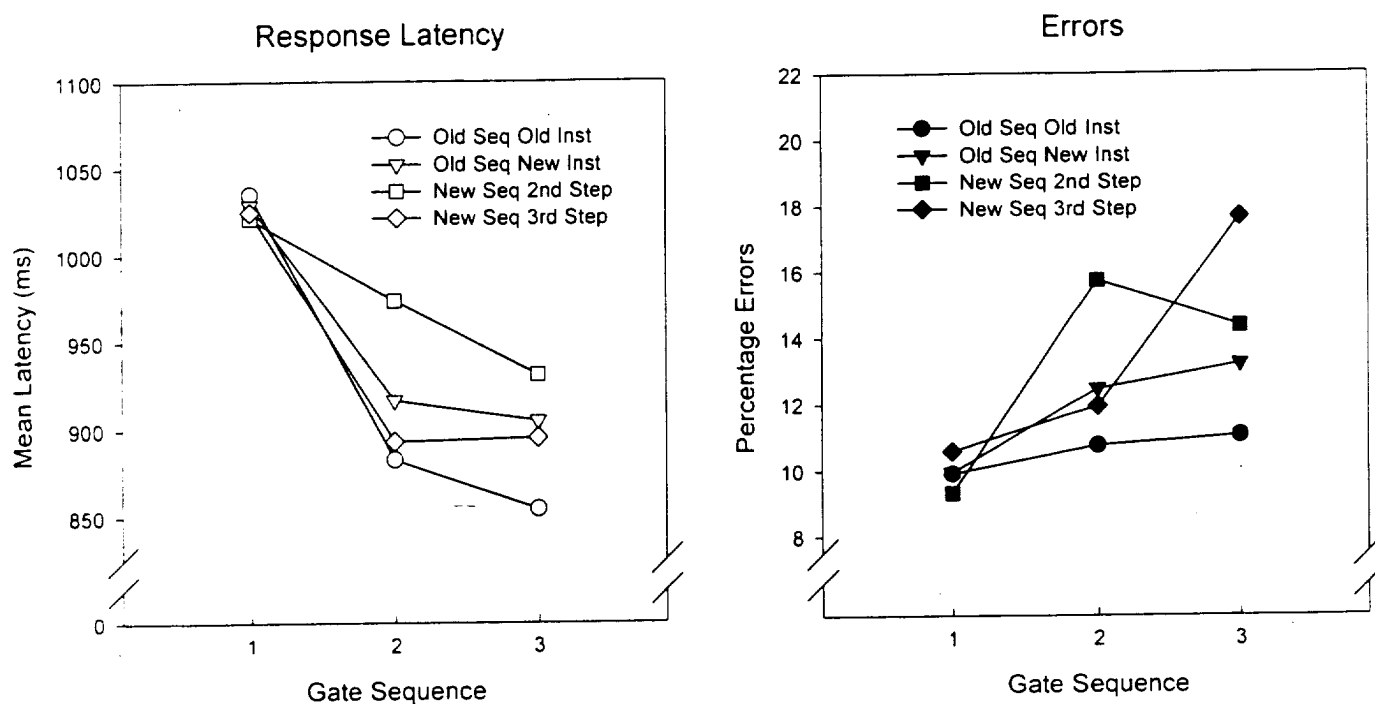 Response Latency
Mean Latency (ms)
1100
1050
1000
950
900
850
0
Old Seq Old Inst
Old Seq New Inst
New Seq 2nd Step
New Seq 3rd Step
1 2 3
Gate Sequence
Errors
Percentage Errors
22
20
18
16
14
12
10
8
Old Seq Old Inst
Old Seq New Inst
New Seq 2nd Step
New Seq 3rd Step
1 2 3
Gate Sequence